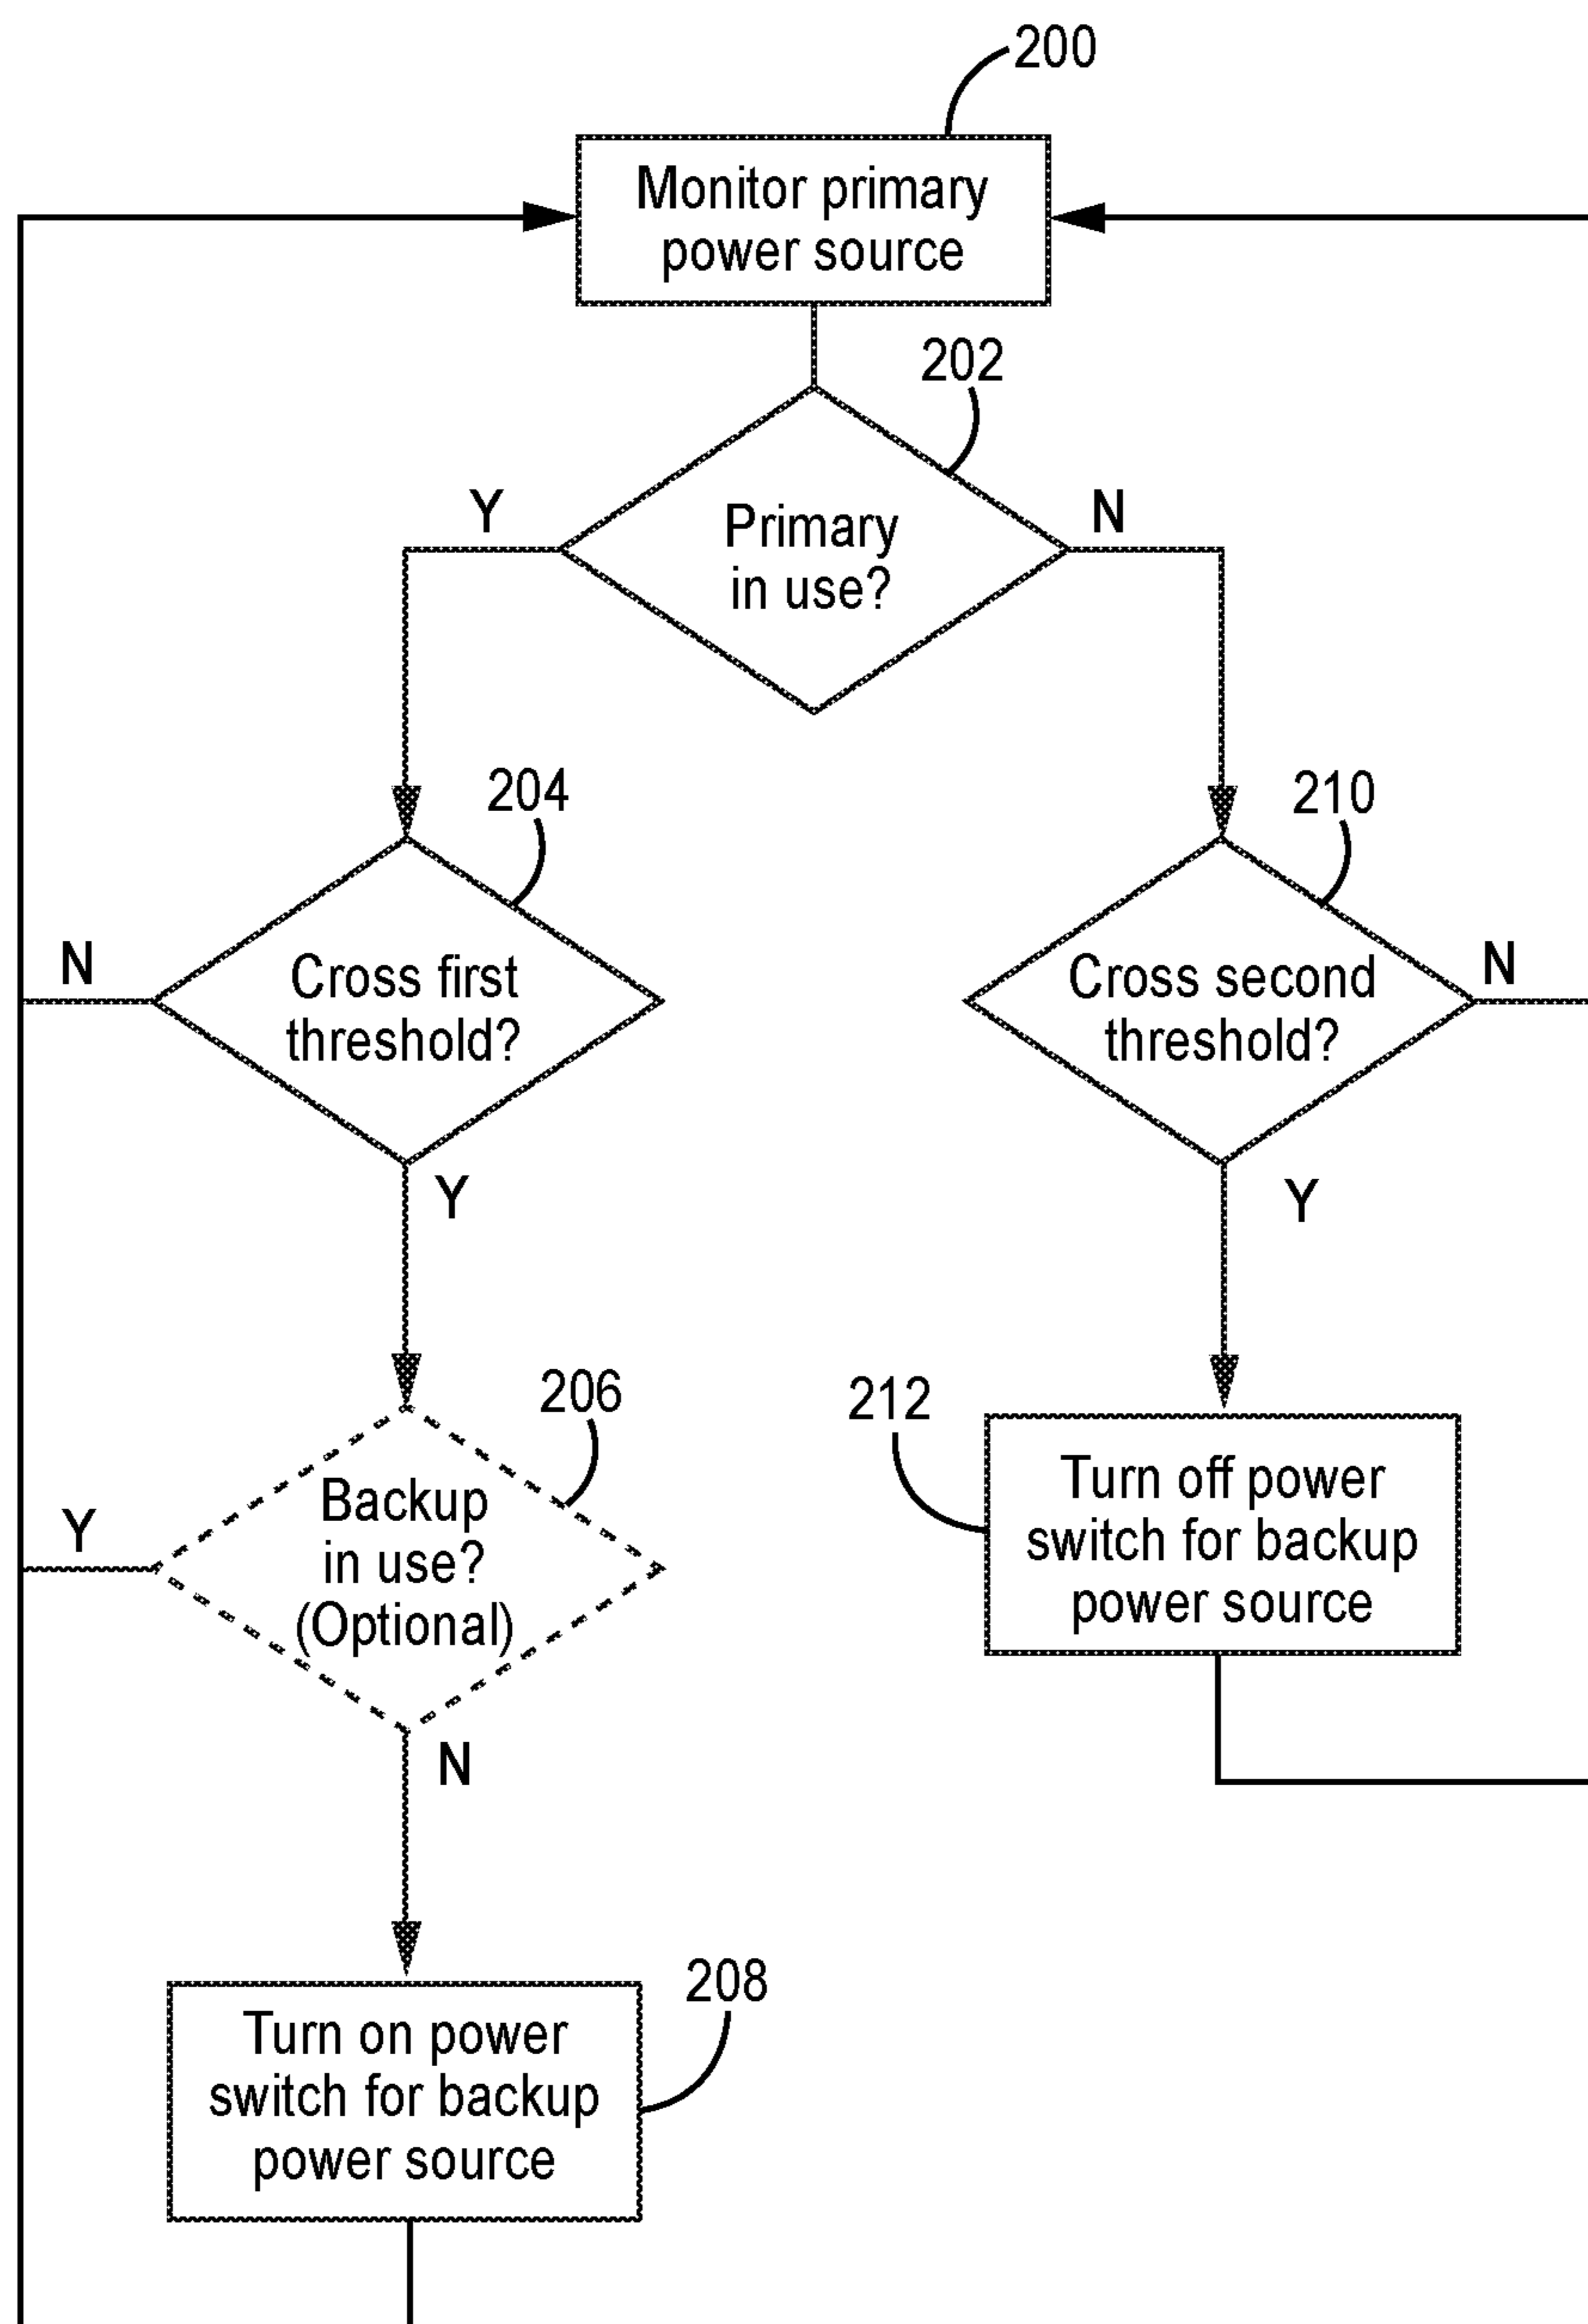 200
Monitor primary
power source
202
Y
N
Primary
in use?
204
210
N
Cross first
threshold?
Cross second
threshold?
N
Y
Y
206
212
Backup
in use?
(Optional)
Y
Turn off power
switch for backup
power source
N
208
Turn on power
switch for backup
power source